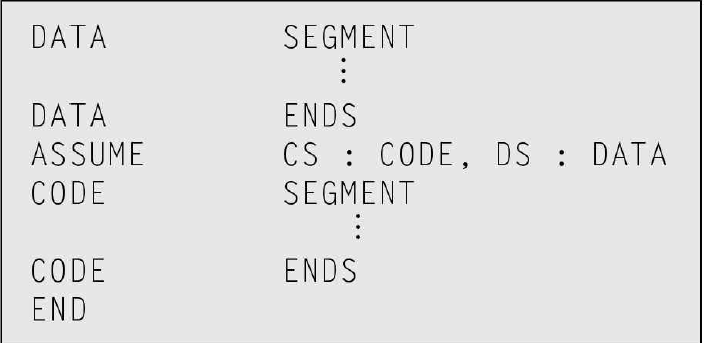 DATA SEGMENT
⋮
DATA ENDS
ASSUME CS : CODE, DS : DATA
CODE SEGMENT
⋮
CODE ENDS
END